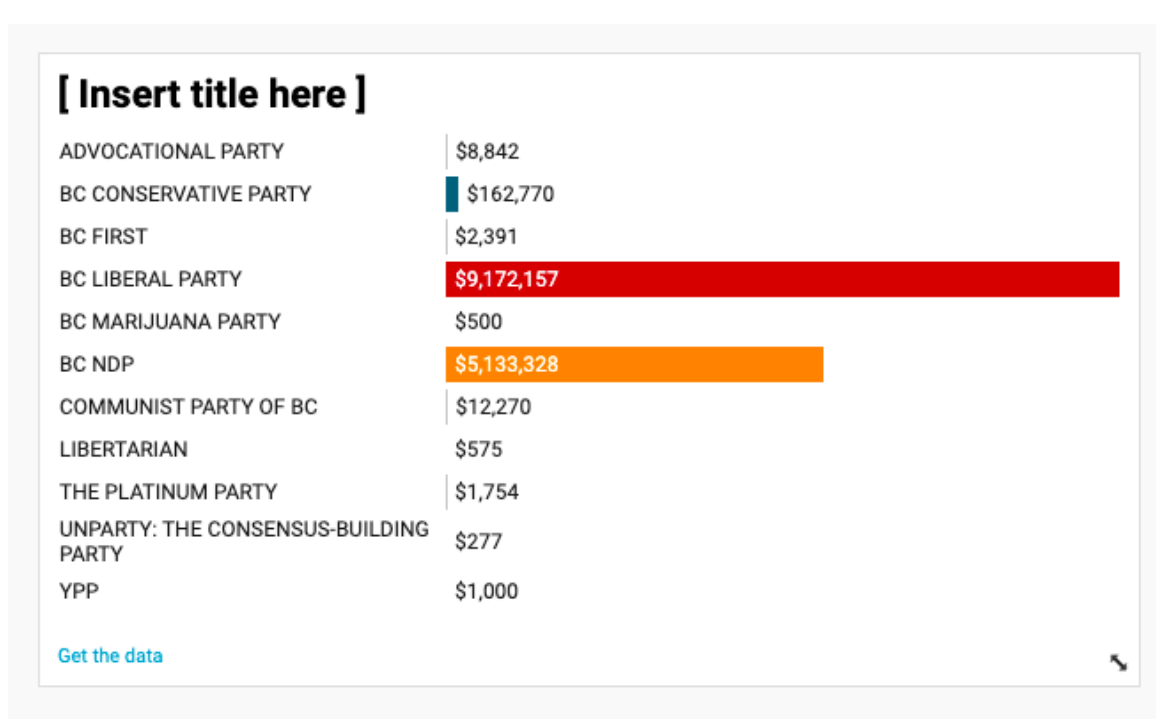 [ Insert title here ]
ADVOCATIONAL PARTY $8,842
BC CONSERVATIVE PARTY $162,770
BC FIRST $2,391
BC LIBERAL PARTY $9,172,157
BC MARIJUANA PARTY $500
BC NDP $5,133,328
COMMUNIST PARTY OF BC $12,270
LIBERTARIAN $575
THE PLATINUM PARTY $1,754
UNPARTY: THE CONSENSUS-BUILDING
PARTY $277
YPP $1,000
Get the data